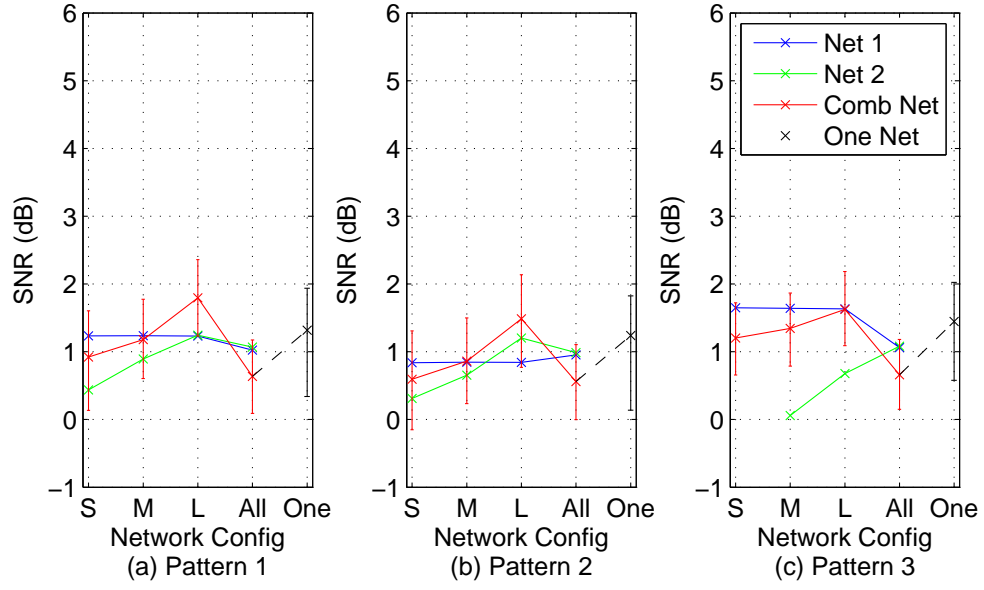 6
5
4
3
2
1
0
−1
SNR (dB)
S M L All One
Network Config
(a) Pattern 1
6
5
4
3
2
1
0
−1
SNR (dB)
S M L All One
Network Config
(b) Pattern 2
6
5
4
3
2
1
0
−1
SNR (dB)
Net 1
Net 2
Comb Net
One Net
S M L All One
Network Config
(c) Pattern 3